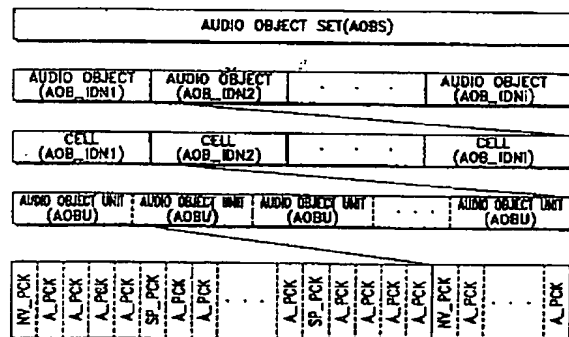 AUDIO OBJECT SET(AOBS)
AUDIO OBJECT (AOB_IDN1) AUDIO OBJECT (AOB_IDN2) . . . AUDIO OBJECT (AOB_IDNi)
CELL (AOB_IDN1) CELL (AOB_IDN2) . . . CELL (AOB_IDNi)
AUDIO OBJECT UNIT (AOBU) AUDIO OBJECT UNIT (AOBU) AUDIO OBJECT UNIT (AOBU) . . . AUDIO OBJECT UNIT (AOBU)
NV_PCK A_PCK A_PCK A_PCK A_PCK SP_PCK A_PCK A_PCK . . . A_PCK SP_PCK A_PCK A_PCK A_PCK A_PCK NV_PCK A_PCK . . . A_PCK